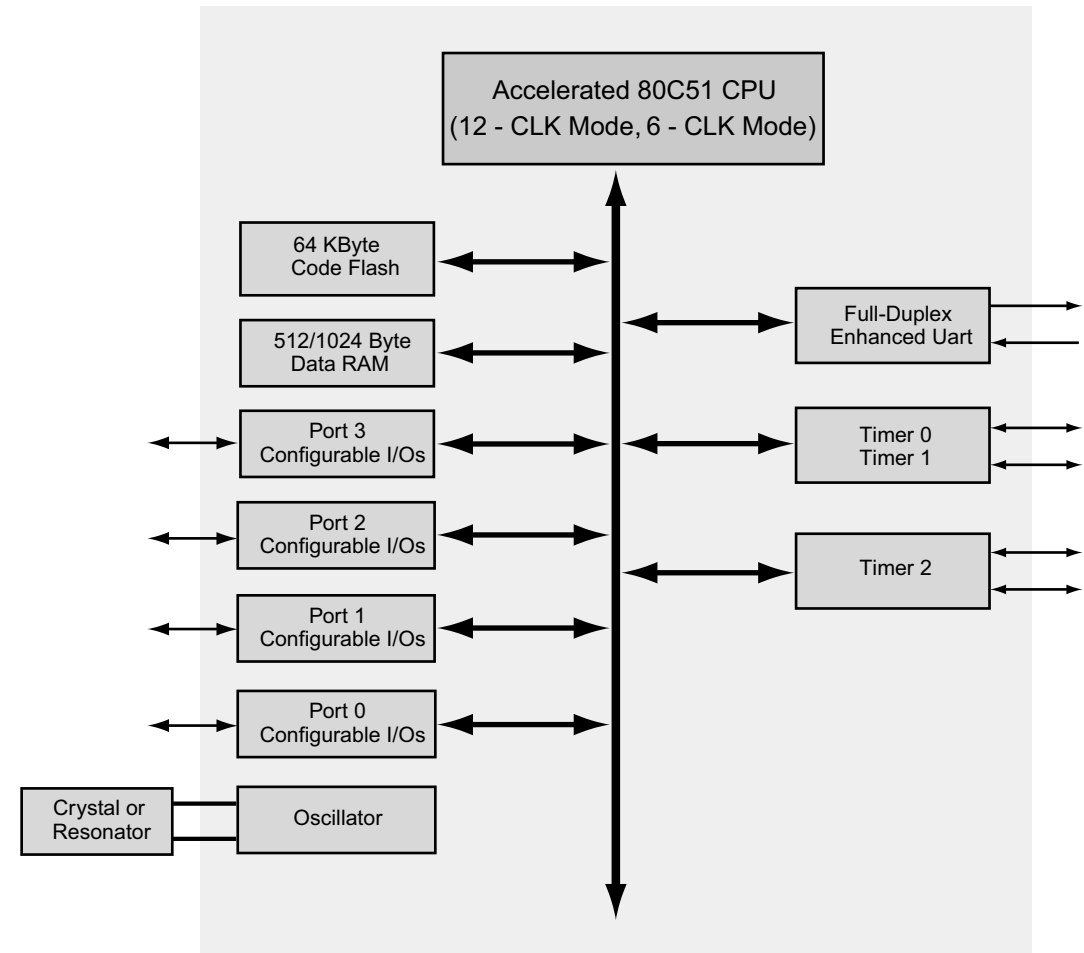 Accelerated 80C51 CPU
(12 - CLK Mode, 6 - CLK Mode)
64 KByte
Code Flash
512/1024 Byte
Data RAM
Port 3
Configurable I/Os
Port 2
Configurable I/Os
Port 1
Configurable I/Os
Port 0
Configurable I/Os
Crystal or
Resonator
Oscillator
Full-Duplex
Enhanced Uart
Timer 0
Timer 1
Timer 2